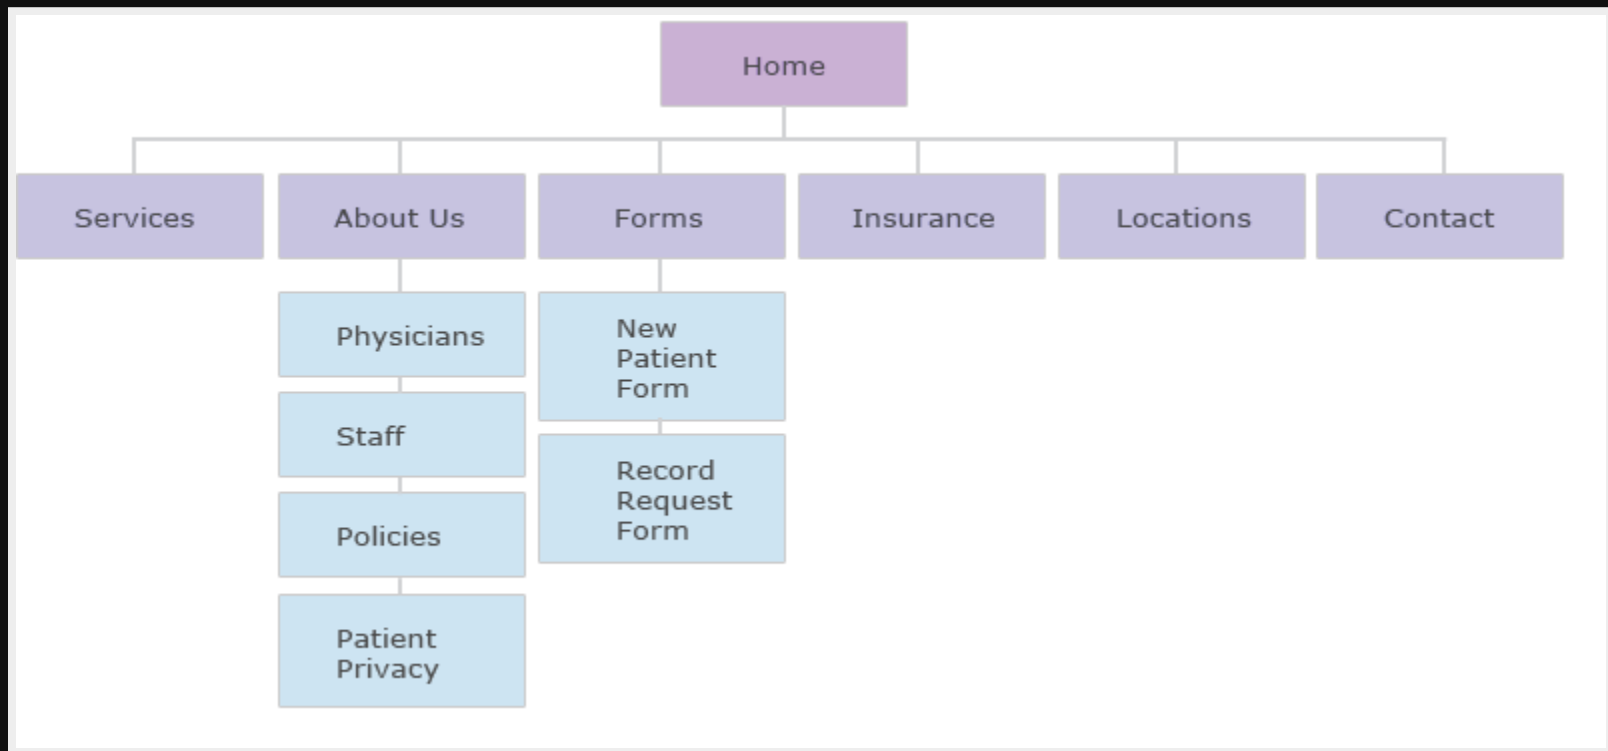 Home
Services
About Us
Forms
Insurance
Locations
Contact
Physicians
Staff
Policies
Patient
Privacy
New
Patient
Form
Record
Request
Form